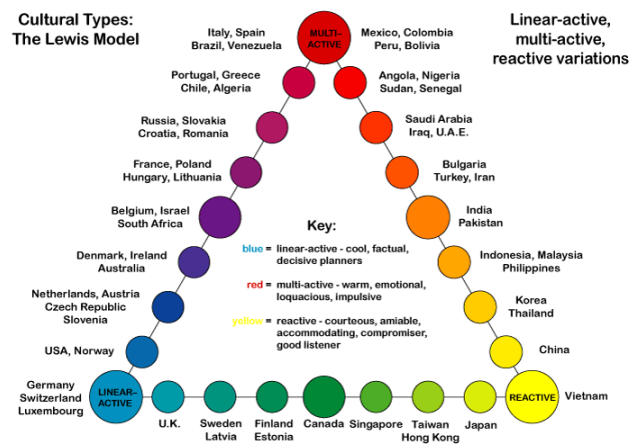 Cultural Types:
The Lewis Model
Linear-active,
multi-active,
reactive variations
Italy, Spain
Brazil, Venezuela
MULTI-
ACTIVE
Mexico, Colombia
Peru, Bolivia
Portugal, Greece
Chile, Algeria
Angola, Nigeria
Sudan, Senegal
Russia, Slovakia
Croatia, Romania
Saudi Arabia
Iraq, U.A.E.
France, Poland
Hungary, Lithuania
Bulgaria
Turkey, Iran
Belgium, Israel
South Africa
India
Pakistan
Denmark, Ireland
Australia
Indonesia, Malaysia
Philippines
Netherlands, Austria
Czech Republic
Slovenia
Korea
Thailand
USA, Norway
China
Key:
blue = linear-active - cool, factual,
decisive planners
red = multi-active - warm, emotional,
loquacious, impulsive
yellow = reactive - courteous, amiable,
accommodating, compromiser,
good listener
Germany
Switzerland
Luxembourg
LINEAR-
ACTIVE
U.K.
Sweden
Latvia
Finland
Estonia
Canada
Singapore
Taiwan
Hong Kong
Japan
REACTIVE
Vietnam